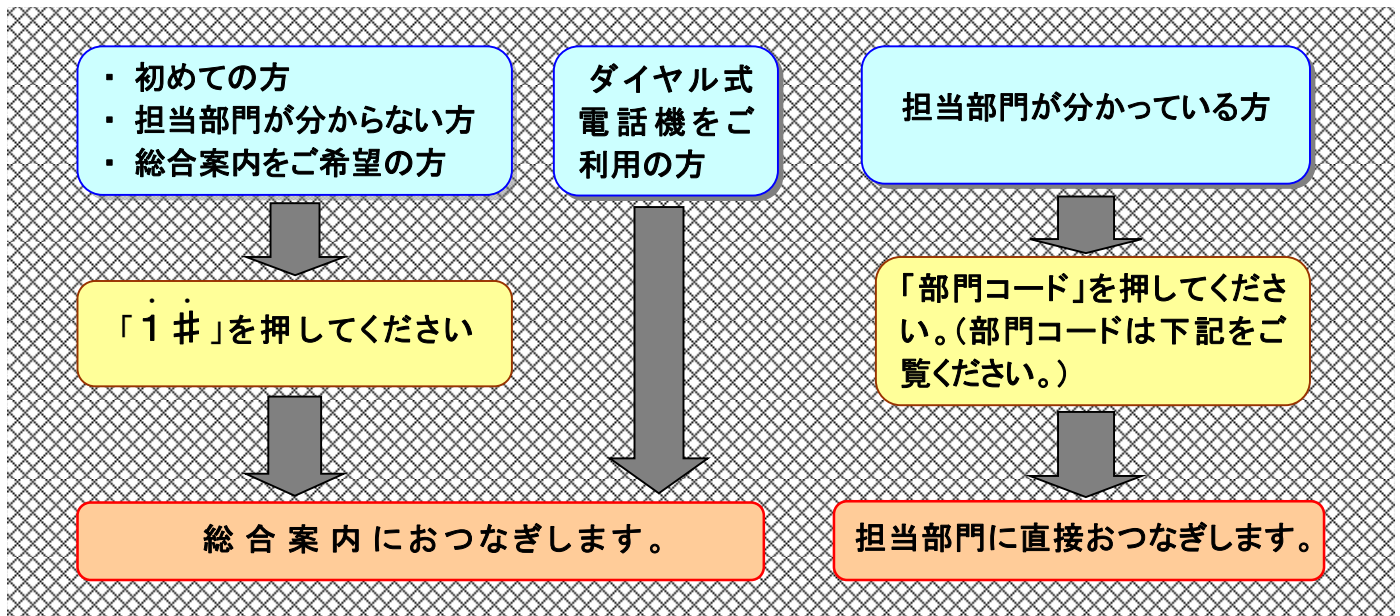 ・ 初めての方
・ 担当部門が分からない方
・ 総合案内をご希望の方
ダイヤル式
電話機をご
利用の方
担当部門が分かっている方
「1♯」を押してください
「部門コード」を押してくださ
い。(部門コードは下記をご
覧ください。)
総合案内におつなぎします。
担当部門に直接おつなぎします。